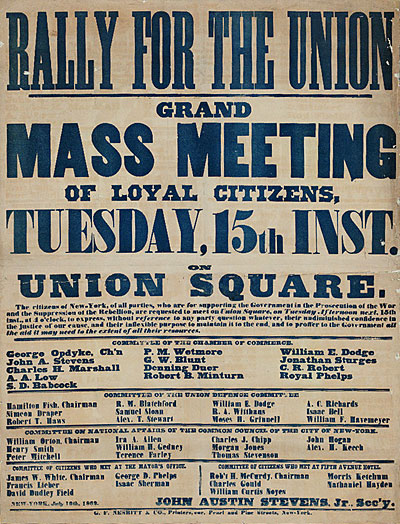 RALLY FOR THE UNION
GRAND
MASS MEETING
OF LOYAL CITIZENS,
TUESDAY, 15th INST.
ON
UNION SQUARE.
The citizens of New-York, of all parties, who are for supporting the Government in the Prosecution of the War
and the Suppression of the Rebellion, are requested to meet on Union Square, on Tuesday Afternoon next, 15th
inst., at 4 o'clock, to express, without reference to any party question whatever, their undiminished confidence in
the justice of our cause, and their inflexible purpose to maintain it to the end, and to proffer to the Government all
the aid it may need to the extent of all their resources.
COMMITTEE OF THE CHAMBER OF COMMERCE.
George Opdyke, Ch'n P. M. Wetmore William E. Dodge
John A. Stevens G. W. Blunt Jonathan Sturges
Charles H. Marshall Denning Duer C. R. Robert
A. A. Low Robert B. Minturn Royal Phelps
S. D. Babcock
COMMITTEE OF THE UNION DEFENCE COMMITTEE.
Hamilton Fish, Chairman R. M. Blatchford William E. Dodge A. C. Richards
Simeon Draper Samuel Sloan R. A. Witthaus Isaac Bell
Robert T. Haws Alex. T. Stewart Moses H. Grinnell William F. Havemeyer
COMMITTEE ON NATIONAL AFFAIRS OF THE COMMON COUNCIL OF THE CITY OF NEW-YORK.
William Orton, Chairman Ira A. Allen Charles J. Chipp John Hogan
Henry Smith William H. Gedney Morgan Jones Alex. H. Keech
Peter Mitchell Terence Farley Thomas Stevenson
COMMITTEE OF CITIZENS WHO MET AT THE MAYOR'S OFFICE.
James W. White, Chairman George D. Phelps
Francis Lieber Isaac Sherman
David Dudley Field
COMMITTEE OF CITIZENS WHO MET AT FIFTH AVENUE HOTEL.
Rob't H. McCurdy, Chairman Morris Ketchum
James Gould Nathaniel Hayden
William Curtis Noyes
NEW-YORK, July 10th, 1862.
JOHN AUSTIN STEVENS, Jr. Sec'y.
G. F. NESBITT & CO., Printers, cor. Pearl and Pine Streets, New-York.